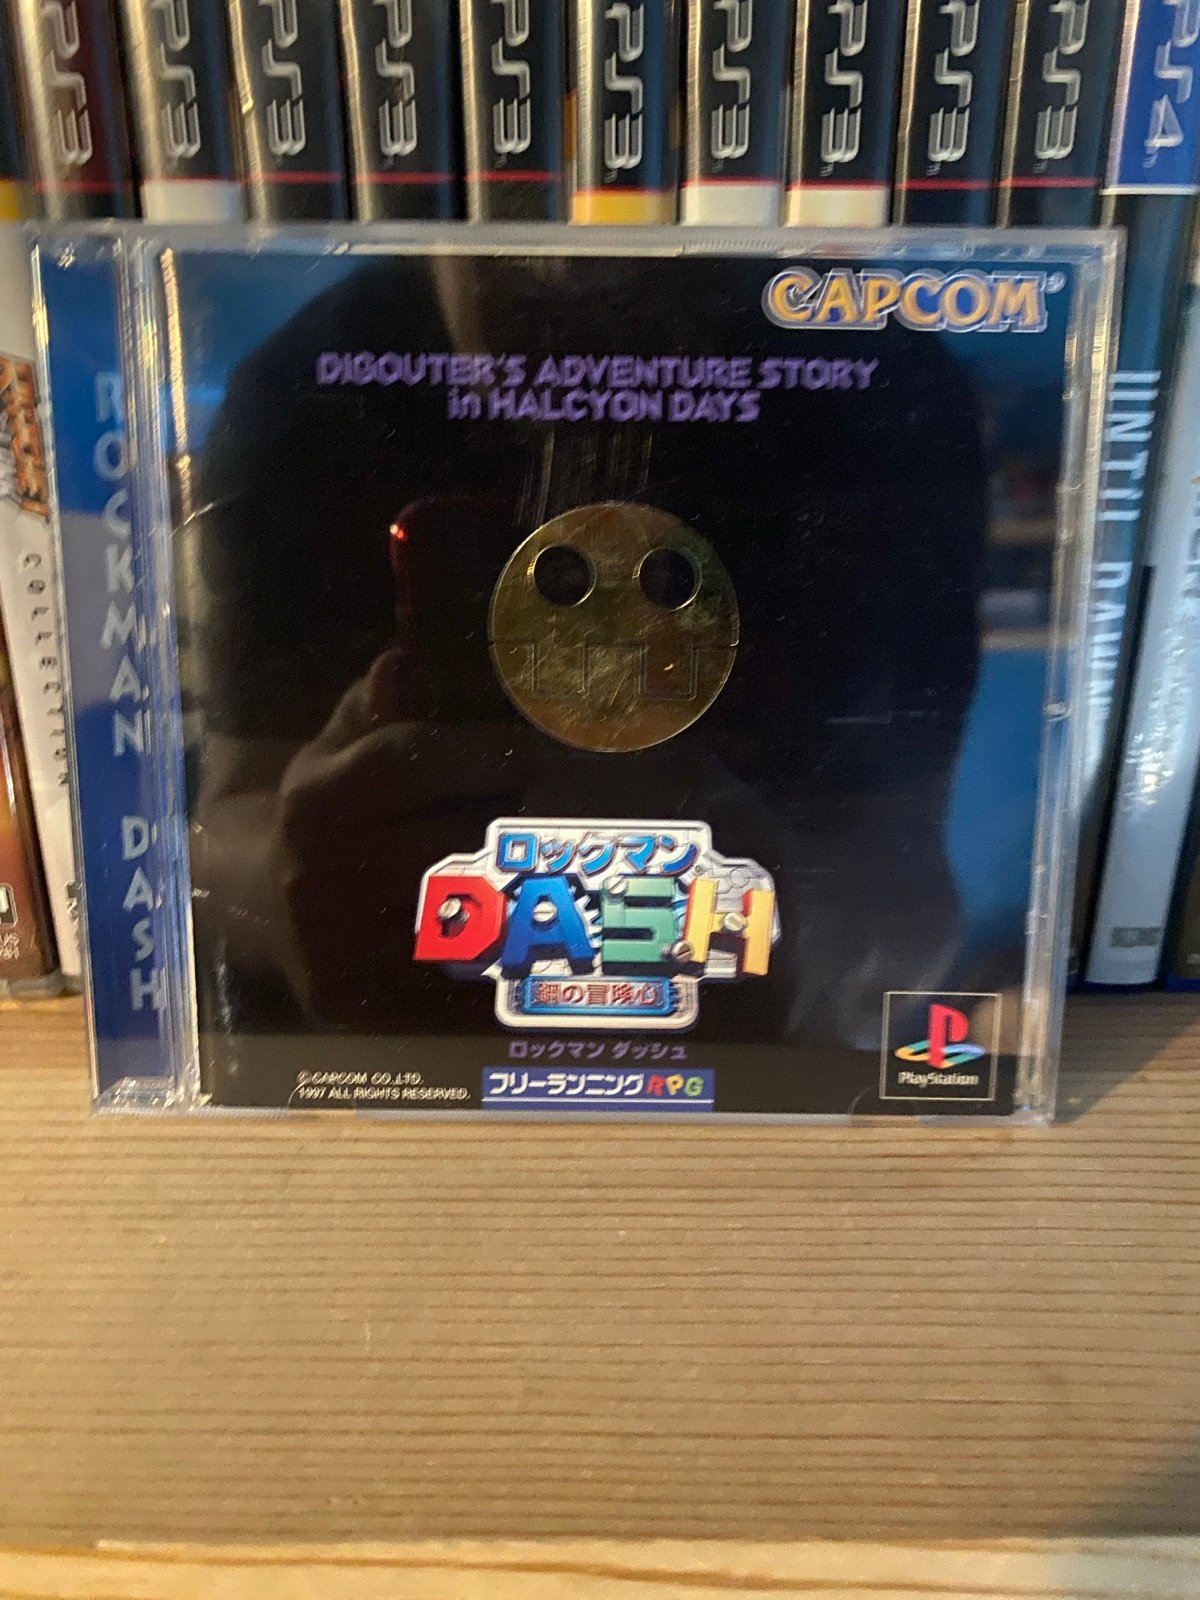 PS3
PS3
PS3
PS3
PS3
PS3
PS3
PS3
PS3
PS3
PS4
CAPCOM
DIGOUTER'S ADVENTURE STORY
in HALCYON DAYS
ROCKMAN DASH
COLLECTION
UNTIL DAWN
ロックマン
DASH
鋼の冒険心
ロックマン ダッシュ
フリーランニングRPG
© CAPCOM CO.,LTD.
1997 ALL RIGHTS RESERVED.
PlayStation